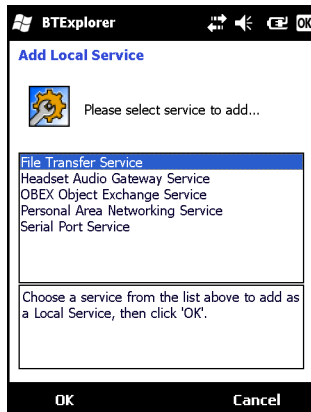 BTExplorer
OK
Add Local Service
Please select service to add...
File Transfer Service
Headset Audio Gateway Service
OBEX Object Exchange Service
Personal Area Networking Service
Serial Port Service
Choose a service from the list above to add as
a Local Service, then click 'OK'.
OK
Cancel